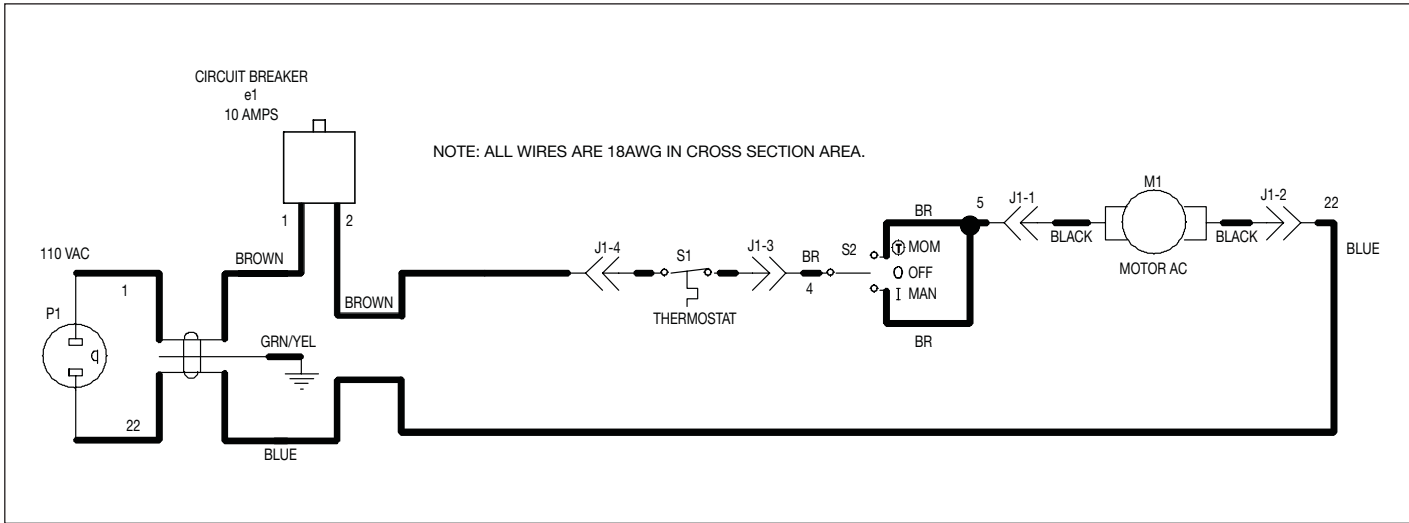 CIRCUIT BREAKER
e1
10 AMPS
NOTE: ALL WIRES ARE 18AWG IN CROSS SECTION AREA.
1
2
110 VAC
BROWN
1
P1
BROWN
GRN/YEL
22
BLUE
J1-4
S1
THERMOSTAT
J1-3
BR
4
S2
BR
T MOM
O OFF
I MAN
BR
5
J1-1
BLACK
M1
MOTOR AC
BLACK
J1-2
22
BLUE